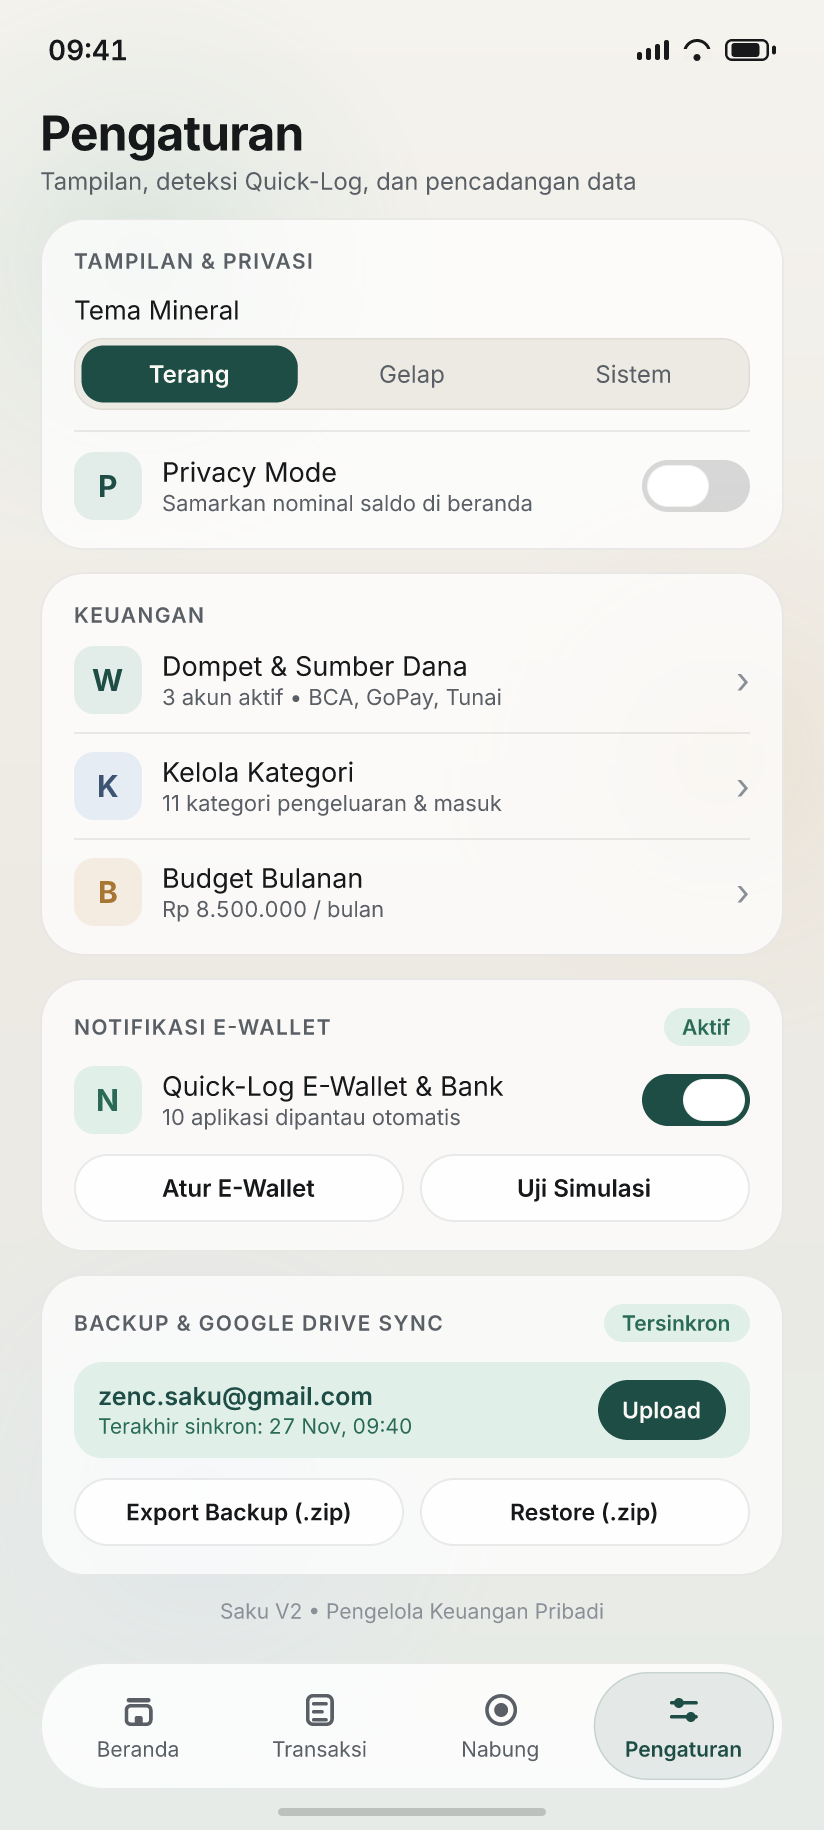 09:41
Pengaturan
Tampilan, deteksi Quick-Log, dan pencadangan data
TAMPILAN & PRIVASI
Tema Mineral
Terang Gelap Sistem
P
Privacy Mode
Samarkan nominal saldo di beranda
KEUANGAN
W
Dompet & Sumber Dana
3 akun aktif • BCA, GoPay, Tunai
K
Kelola Kategori
11 kategori pengeluaran & masuk
B
Budget Bulanan
Rp 8.500.000 / bulan
NOTIFIKASI E-WALLET Aktif
N
Quick-Log E-Wallet & Bank
10 aplikasi dipantau otomatis
Atur E-Wallet Uji Simulasi
BACKUP & GOOGLE DRIVE SYNC Tersinkron
zenc.saku@gmail.com
Terakhir sinkron: 27 Nov, 09:40
Upload
Export Backup (.zip) Restore (.zip)
Saku V2 • Pengelola Keuangan Pribadi
Beranda Transaksi Nabung Pengaturan